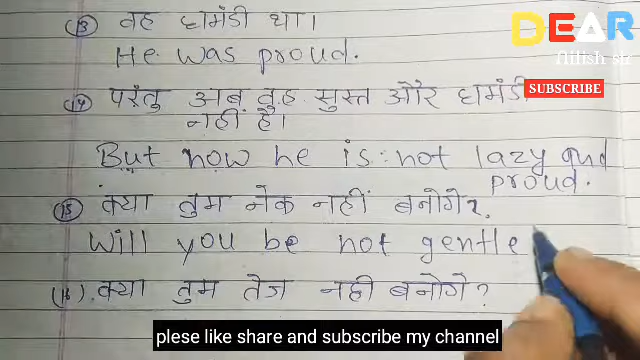 (13) वह घमंडी था।
He was proud.
(14) परंतु अब वह सुस्त और घमंडी
नहीं है।
But now he is not lazy and
proud.
(15) क्या तुम नेक नहीं बनोगे?
Will you be not gentle
(16) क्या तुम तेज नही बनोगे?
DEAR
SUBSCRIBE
plese like share and subscribe my channel